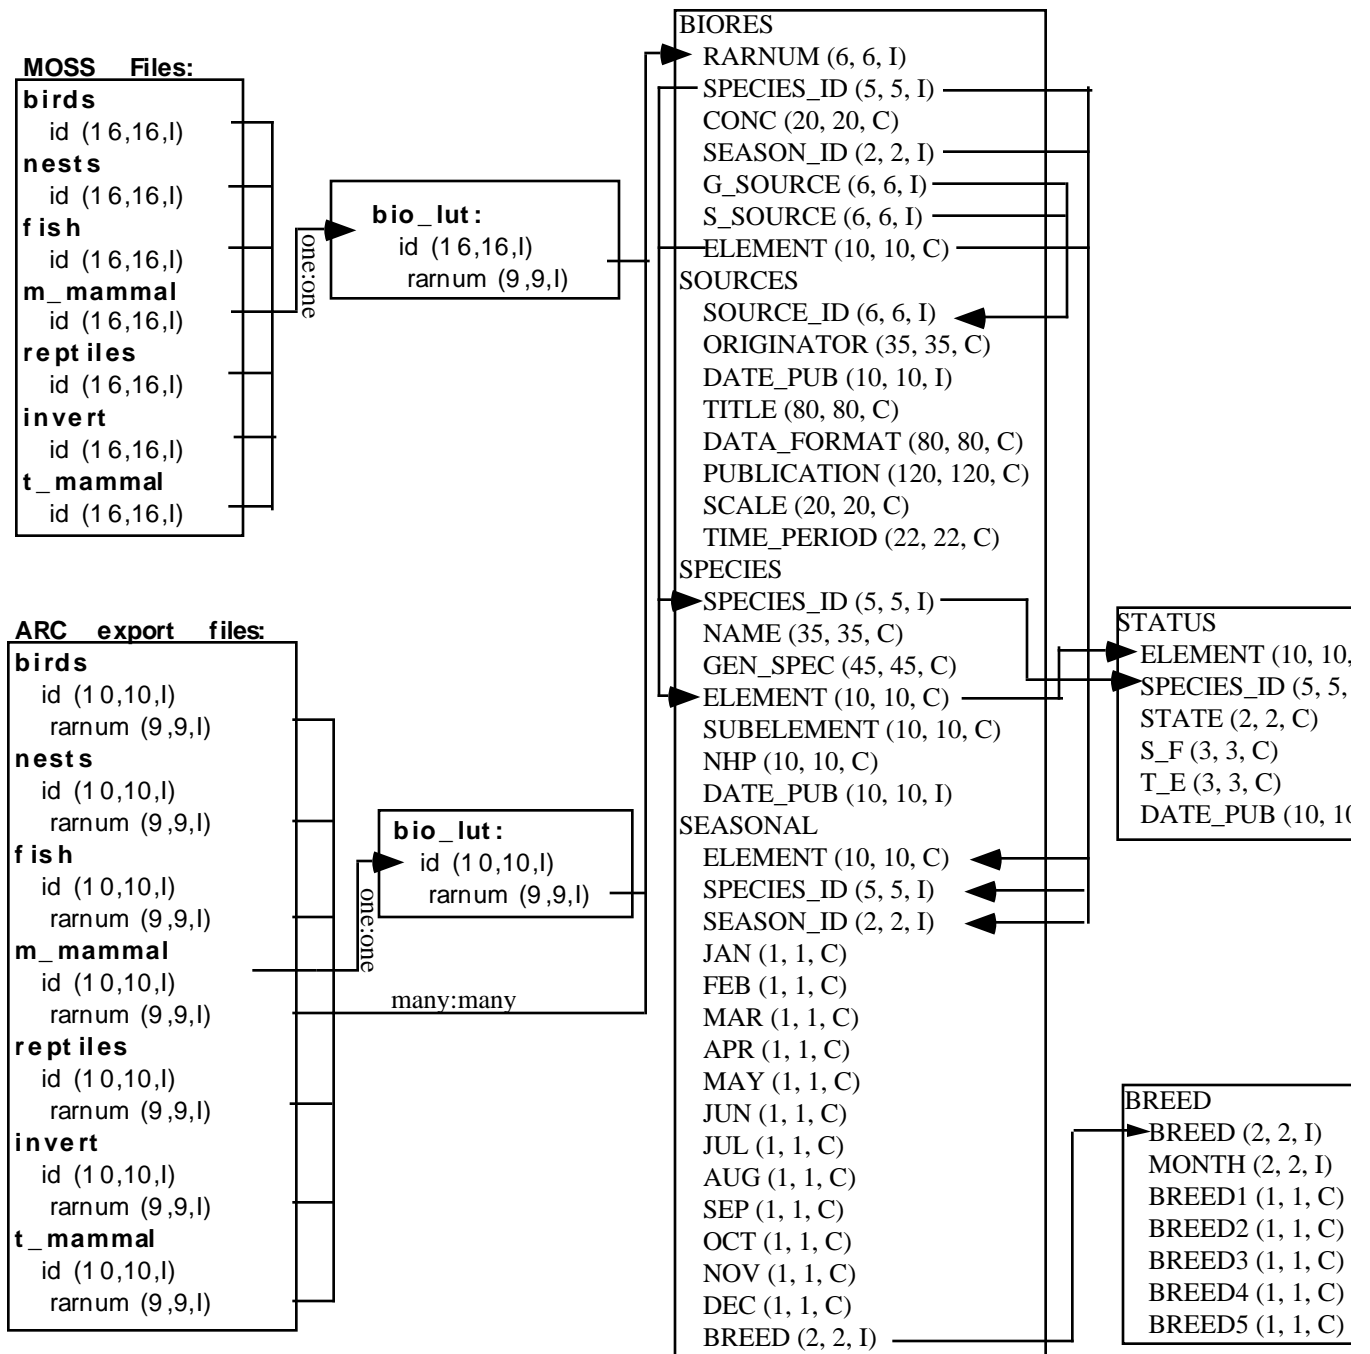 MOSS Files:
birds
id (16,16,I)
nests
id (16,16,I)
fish
id (16,16,I)
m_mammal
id (16,16,I)
reptiles
id (16,16,I)
invert
id (16,16,I)
t_mammal
id (16,16,I)
one:one
bio_lut:
id (16,16,I)
rarnum (9,9,I)
ARC export files:
birds
id (10,10,I)
rarnum (9,9,I)
nests
id (10,10,I)
rarnum (9,9,I)
fish
id (10,10,I)
rarnum (9,9,I)
m_mammal
id (10,10,I)
rarnum (9,9,I)
reptiles
id (10,10,I)
rarnum (9,9,I)
invert
id (10,10,I)
rarnum (9,9,I)
t_mammal
id (10,10,I)
rarnum (9,9,I)
one:one
many:many
bio_lut:
id (10,10,I)
rarnum (9,9,I)
BIORES
RARNUM (6, 6, I)
SPECIES_ID (5, 5, I)
CONC (20, 20, C)
SEASON_ID (2, 2, I)
G_SOURCE (6, 6, I)
S_SOURCE (6, 6, I)
ELEMENT (10, 10, C)
SOURCES
SOURCE_ID (6, 6, I)
ORIGINATOR (35, 35, C)
DATE_PUB (10, 10, I)
TITLE (80, 80, C)
DATA_FORMAT (80, 80, C)
PUBLICATION (120, 120, C)
SCALE (20, 20, C)
TIME_PERIOD (22, 22, C)
SPECIES
SPECIES_ID (5, 5, I)
NAME (35, 35, C)
GEN_SPEC (45, 45, C)
ELEMENT (10, 10, C)
SUBELEMENT (10, 10, C)
NHP (10, 10, C)
DATE_PUB (10, 10, I)
SEASONAL
ELEMENT (10, 10, C)
SPECIES_ID (5, 5, I)
SEASON_ID (2, 2, I)
JAN (1, 1, C)
FEB (1, 1, C)
MAR (1, 1, C)
APR (1, 1, C)
MAY (1, 1, C)
JUN (1, 1, C)
JUL (1, 1, C)
AUG (1, 1, C)
SEP (1, 1, C)
OCT (1, 1, C)
NOV (1, 1, C)
DEC (1, 1, C)
BREED (2, 2, I)
STATUS
ELEMENT (10, 10,
SPECIES_ID (5, 5,
STATE (2, 2, C)
S_F (3, 3, C)
T_E (3, 3, C)
DATE_PUB (10, 10
BREED
BREED (2, 2, I)
MONTH (2, 2, I)
BREED1 (1, 1, C)
BREED2 (1, 1, C)
BREED3 (1, 1, C)
BREED4 (1, 1, C)
BREED5 (1, 1, C)